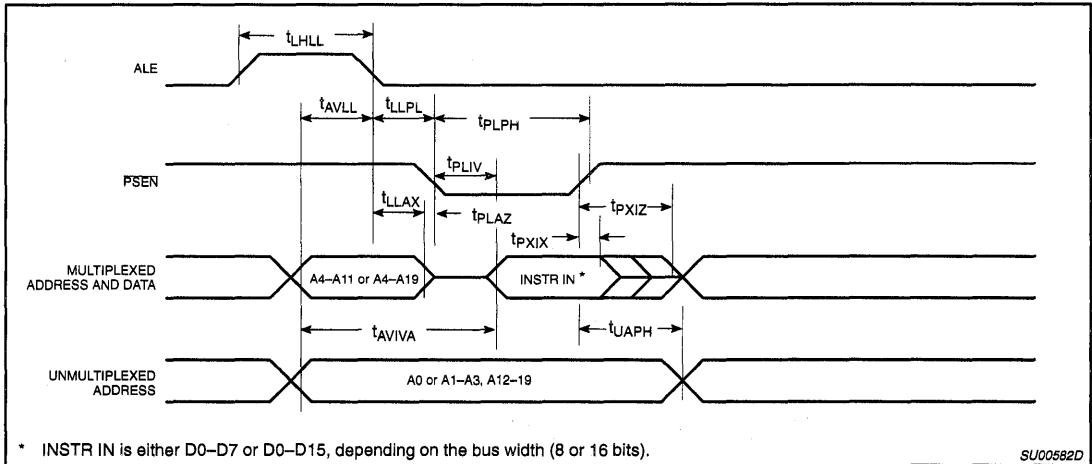 tLHLL
ALE
tAVLL
tLLPL
tPLPH
PSEN
tPLIV
tLLAX
tPLAZ
tPXIZ
tPXIX
MULTIPLEXED
ADDRESS AND DATA
A4–A11 or A4–A19
INSTR IN *
tAVIVA
tUAPH
UNMULTIPLEXED
ADDRESS
A0 or A1–A3, A12–19
* INSTR IN is either D0–D7 or D0–D15, depending on the bus width (8 or 16 bits).
SU00582D